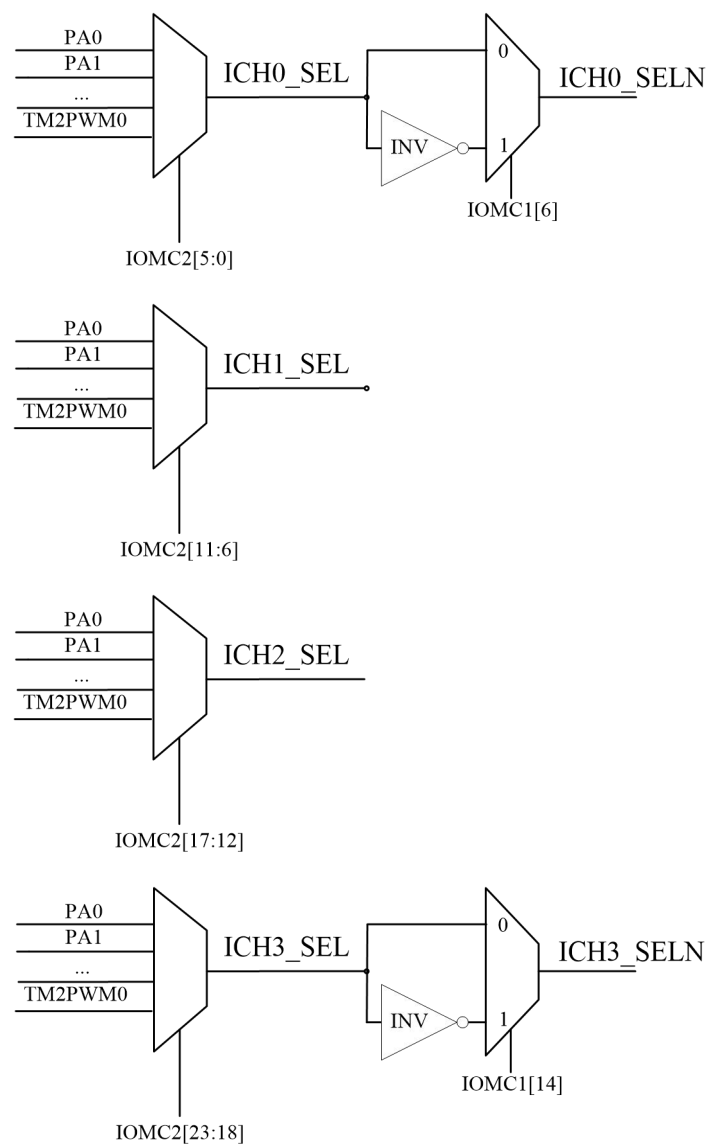 PA0
PA1
...
TM2PWM0
ICH0_SEL
INV
0
1
ICH0_SELN
IOMC1[6]
IOMC2[5:0]
PA0
PA1
...
TM2PWM0
ICH1_SEL
IOMC2[11:6]
PA0
PA1
...
TM2PWM0
ICH2_SEL
IOMC2[17:12]
PA0
PA1
...
TM2PWM0
ICH3_SEL
INV
0
1
ICH3_SELN
IOMC1[14]
IOMC2[23:18]